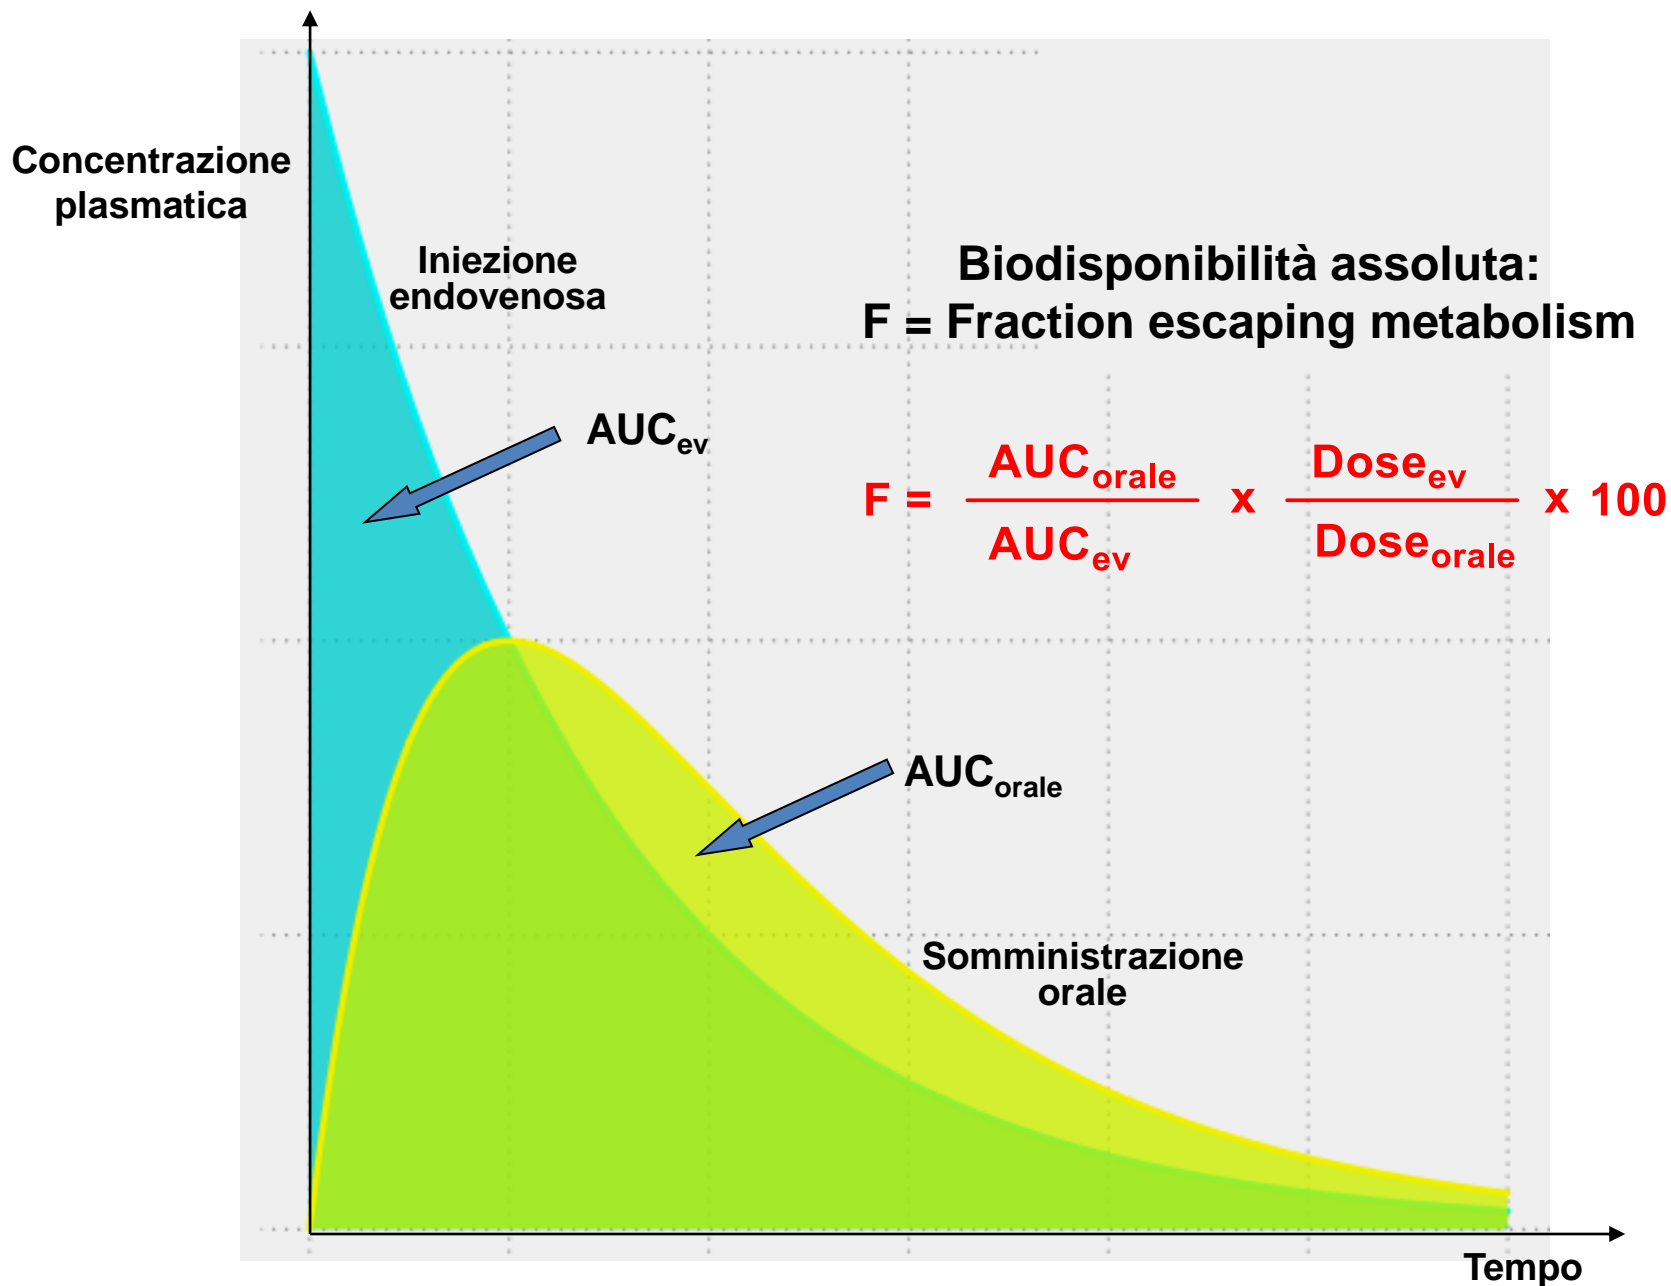 Concentrazione
plasmatica
Iniezione
endovenosa
Biodisponibilità assoluta:
F = Fraction escaping metabolism
AUCev
F = AUCorale / AUCev x Doseev / Doseorale x 100
AUCorale
Somministrazione
orale
Tempo